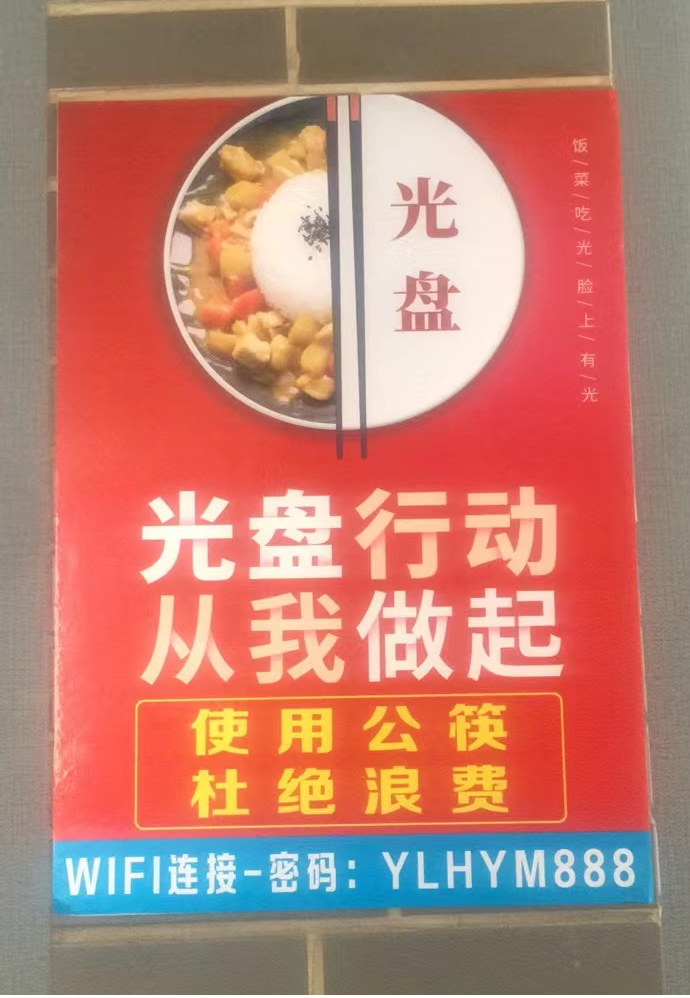 光
盘
饭/菜/吃/光/脸/上/有/光
光盘行动
从我做起
使用公筷
杜绝浪费
WIFI连接-密码：YLHYM888